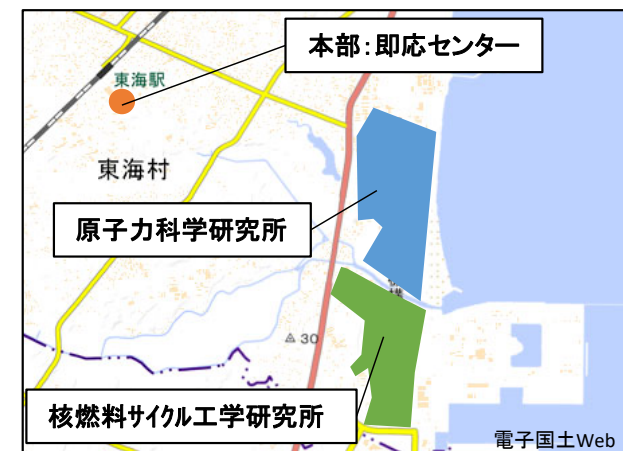 本部：即応センター
東海駅
東海村
原子力科学研究所
30
核燃料サイクル工学研究所
電子国土Web